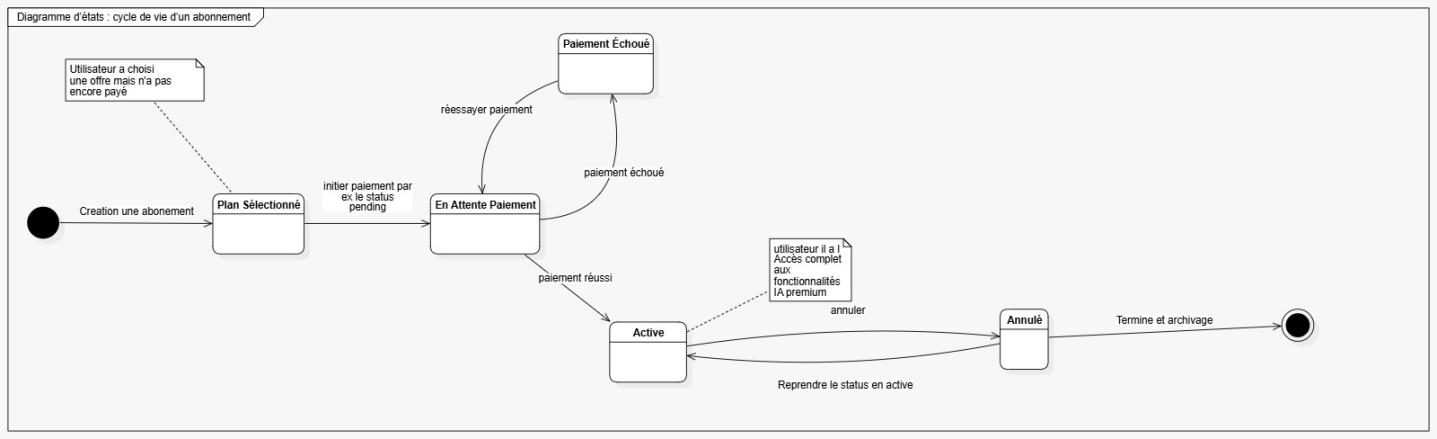 Diagramme d'états : cycle de vie d'un abonnement
Paiement Échoué
Utilisateur a choisi
une offre mais n'a pas
encore payé
réessayer paiement
paiement échoué
initier paiement par
ex le status
pending
Creation une abonement
Plan Sélectionné
En Attente Paiement
utilisateur il a l
Accès complet
aux
fonctionnalités
IA premium
paiement réussi
annuler
Active
Annulé
Termine et archivage
Reprendre le status en active